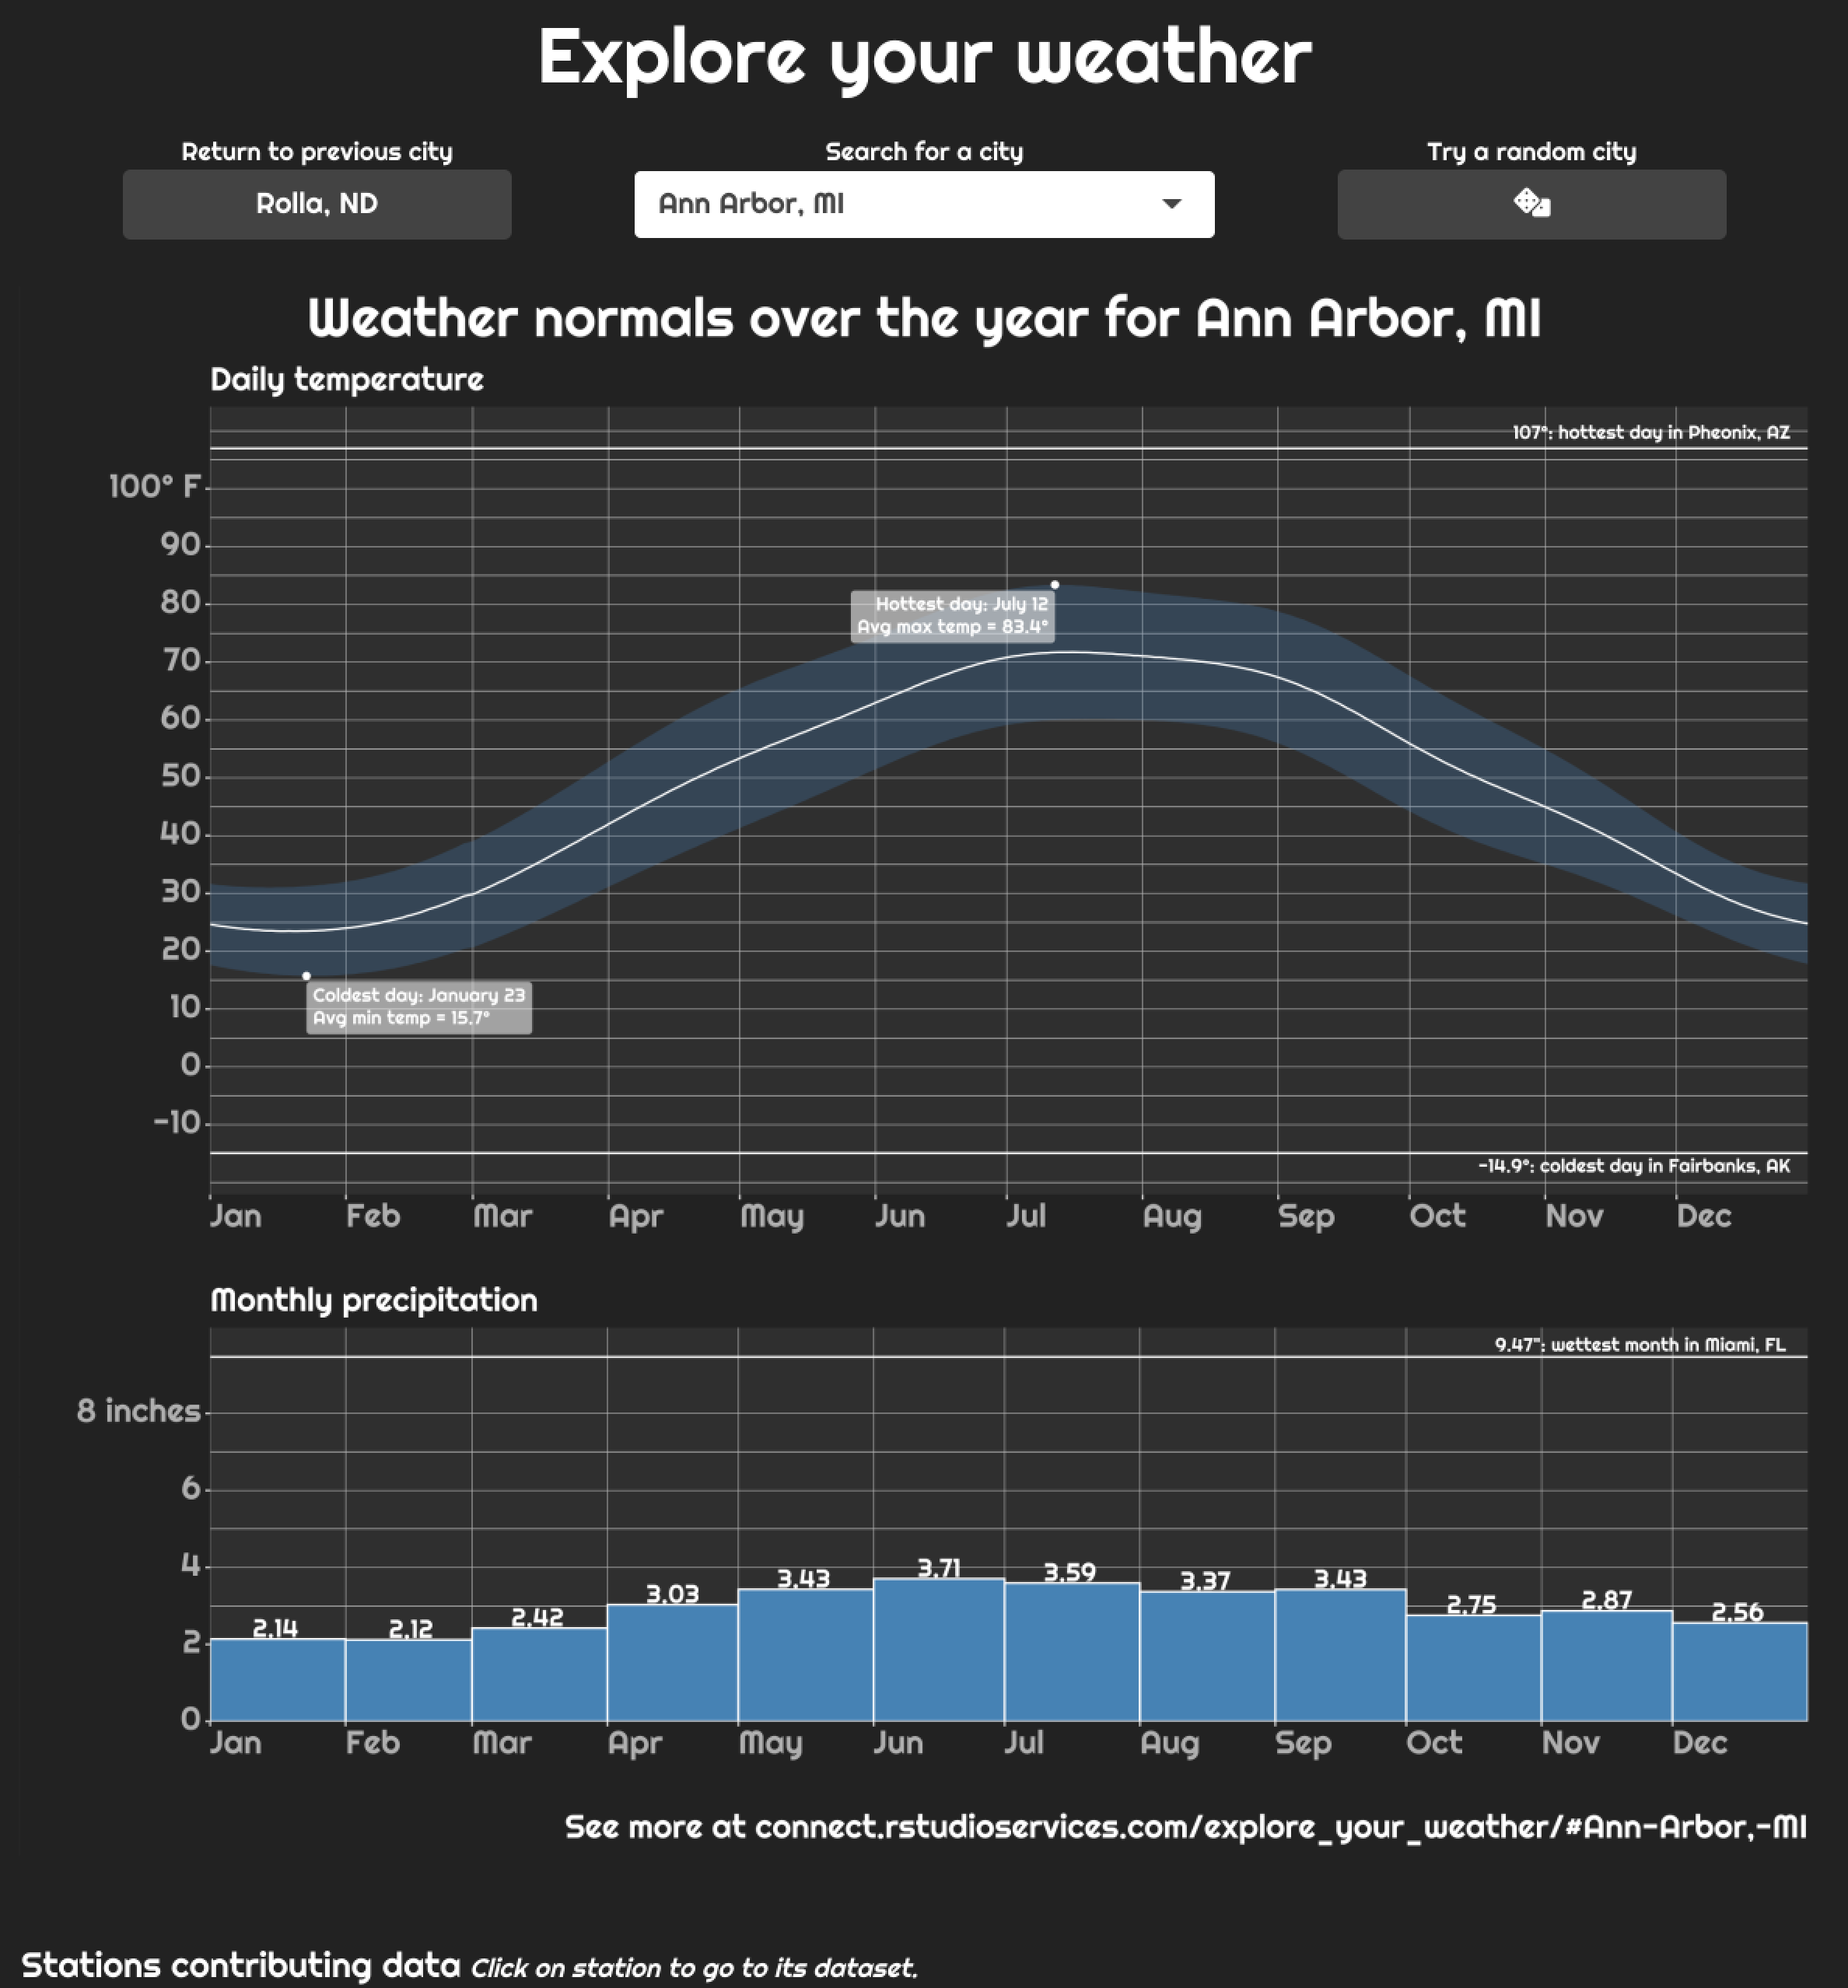 Explore your weather
Return to previous city
Search for a city
Try a random city
Rolla, ND
Ann Arbor, MI
Weather normals over the year for Ann Arbor, MI
Daily temperature
107°: hottest day in Pheonix, AZ
100° F
90
80
70
60
50
40
30
20
10
0
-10
Hottest day: July 12
Avg max temp = 83.4°
Coldest day: January 23
Avg min temp = 15.7°
-14.9°: coldest day in Fairbanks, AK
Jan Feb Mar Apr May Jun Jul Aug Sep Oct Nov Dec
Monthly precipitation
9.47": wettest month in Miami, FL
8 inches
6
4
2
0
2.14 2.12 2.42 3.03 3.43 3.71 3.59 3.37 3.43 2.75 2.87 2.56
Jan Feb Mar Apr May Jun Jul Aug Sep Oct Nov Dec
See more at connect.rstudioservices.com/explore_your_weather/#Ann-Arbor,-MI
Stations contributing data Click on station to go to its dataset.